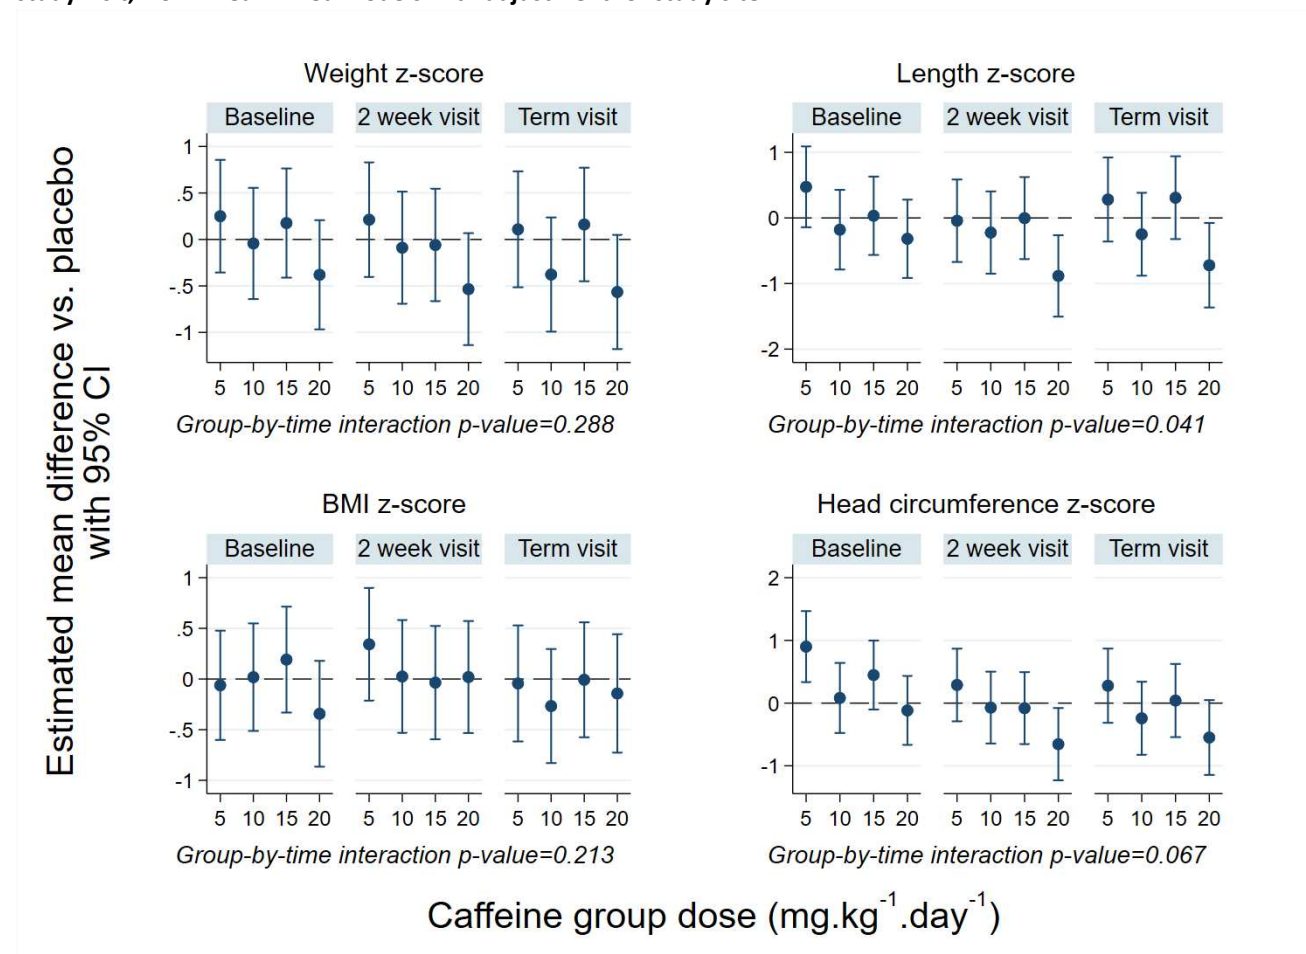 Weight z-score
Baseline 2 week visit Term visit
1
.5
0
-.5
-1
5 10 15 20 5 10 15 20 5 10 15 20
Group-by-time interaction p-value=0.288
Length z-score
Baseline 2 week visit Term visit
1
0
-1
-2
5 10 15 20 5 10 15 20 5 10 15 20
Group-by-time interaction p-value=0.041
Estimated mean difference vs. placebo
with 95% CI
BMI z-score
Baseline 2 week visit Term visit
1
.5
0
-.5
-1
5 10 15 20 5 10 15 20 5 10 15 20
Group-by-time interaction p-value=0.213
Head circumference z-score
Baseline 2 week visit Term visit
2
1
0
-1
5 10 15 20 5 10 15 20 5 10 15 20
Group-by-time interaction p-value=0.067
Caffeine group dose (mg.kg⁻¹.day⁻¹)